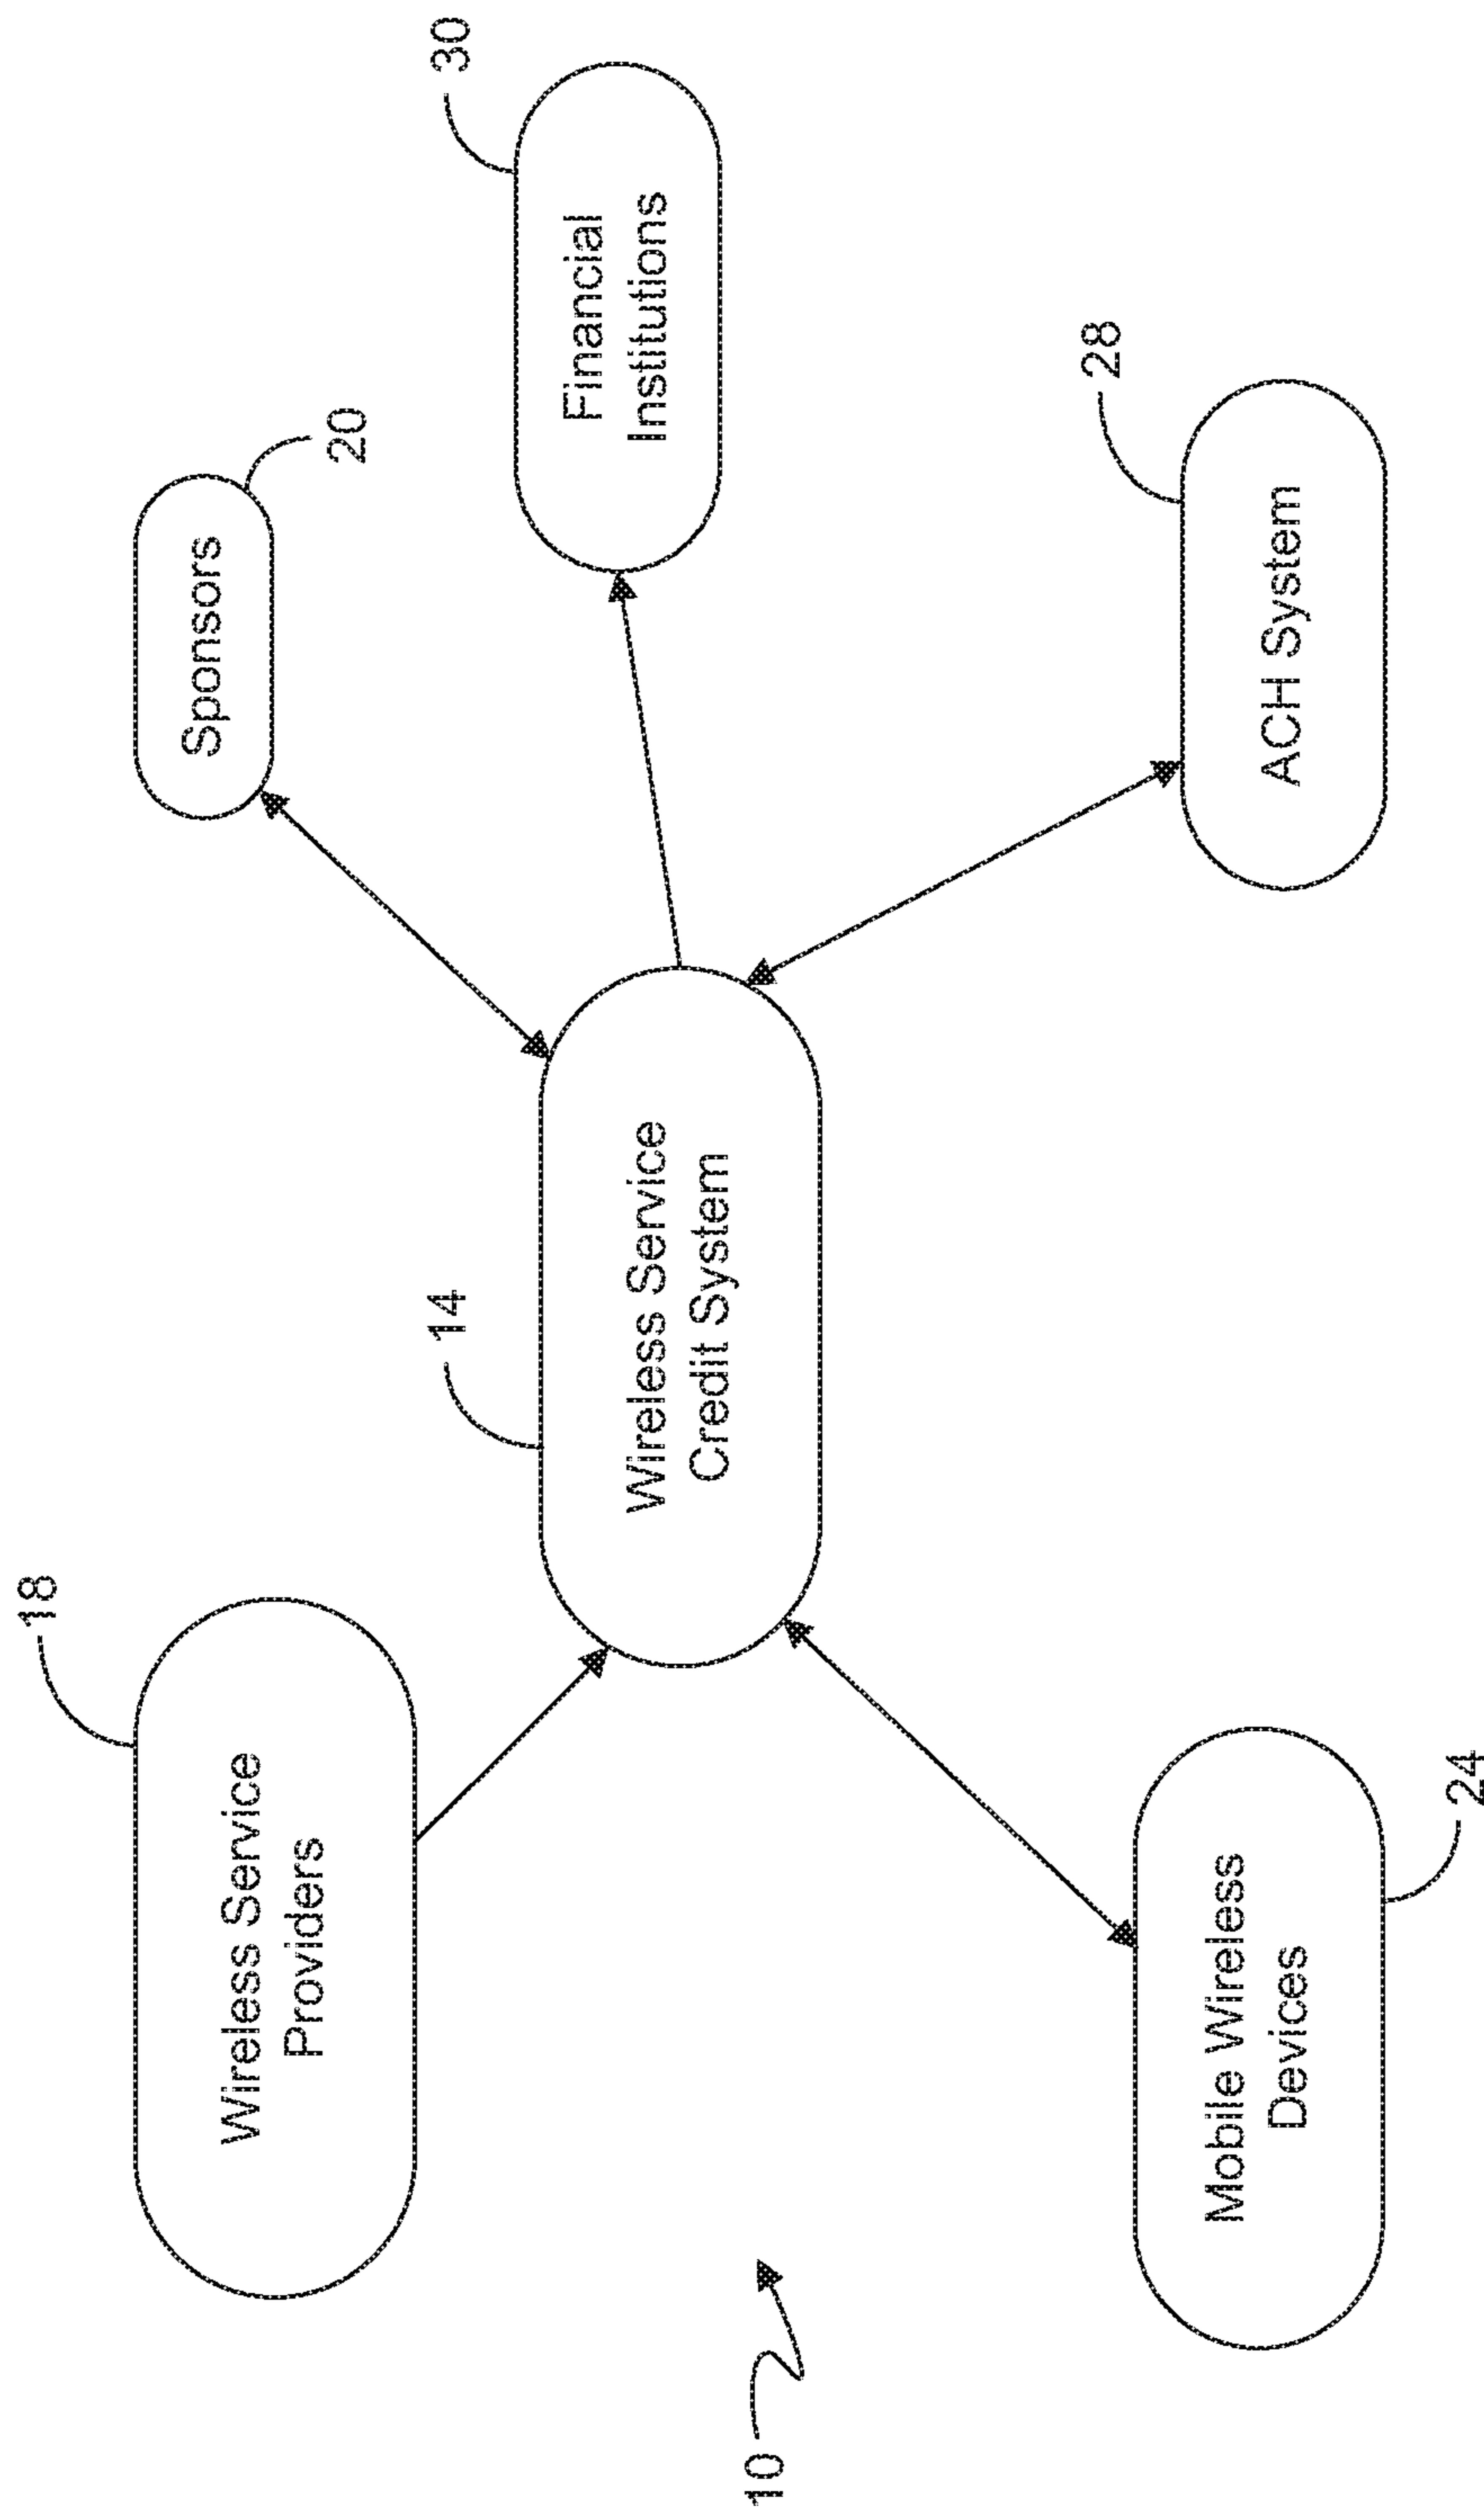 18
Wireless Service
Providers
14
Wireless Service
Credit System
Sponsors
20
30
Financial
Institutions
10
Mobile Wireless
Devices
24
28
ACH System